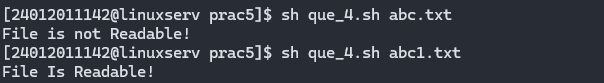 [24012011142@linuxserv prac5]$ sh que_4.sh abc.txt
File is not Readable!
[24012011142@linuxserv prac5]$ sh que_4.sh abc1.txt
File Is Readable!